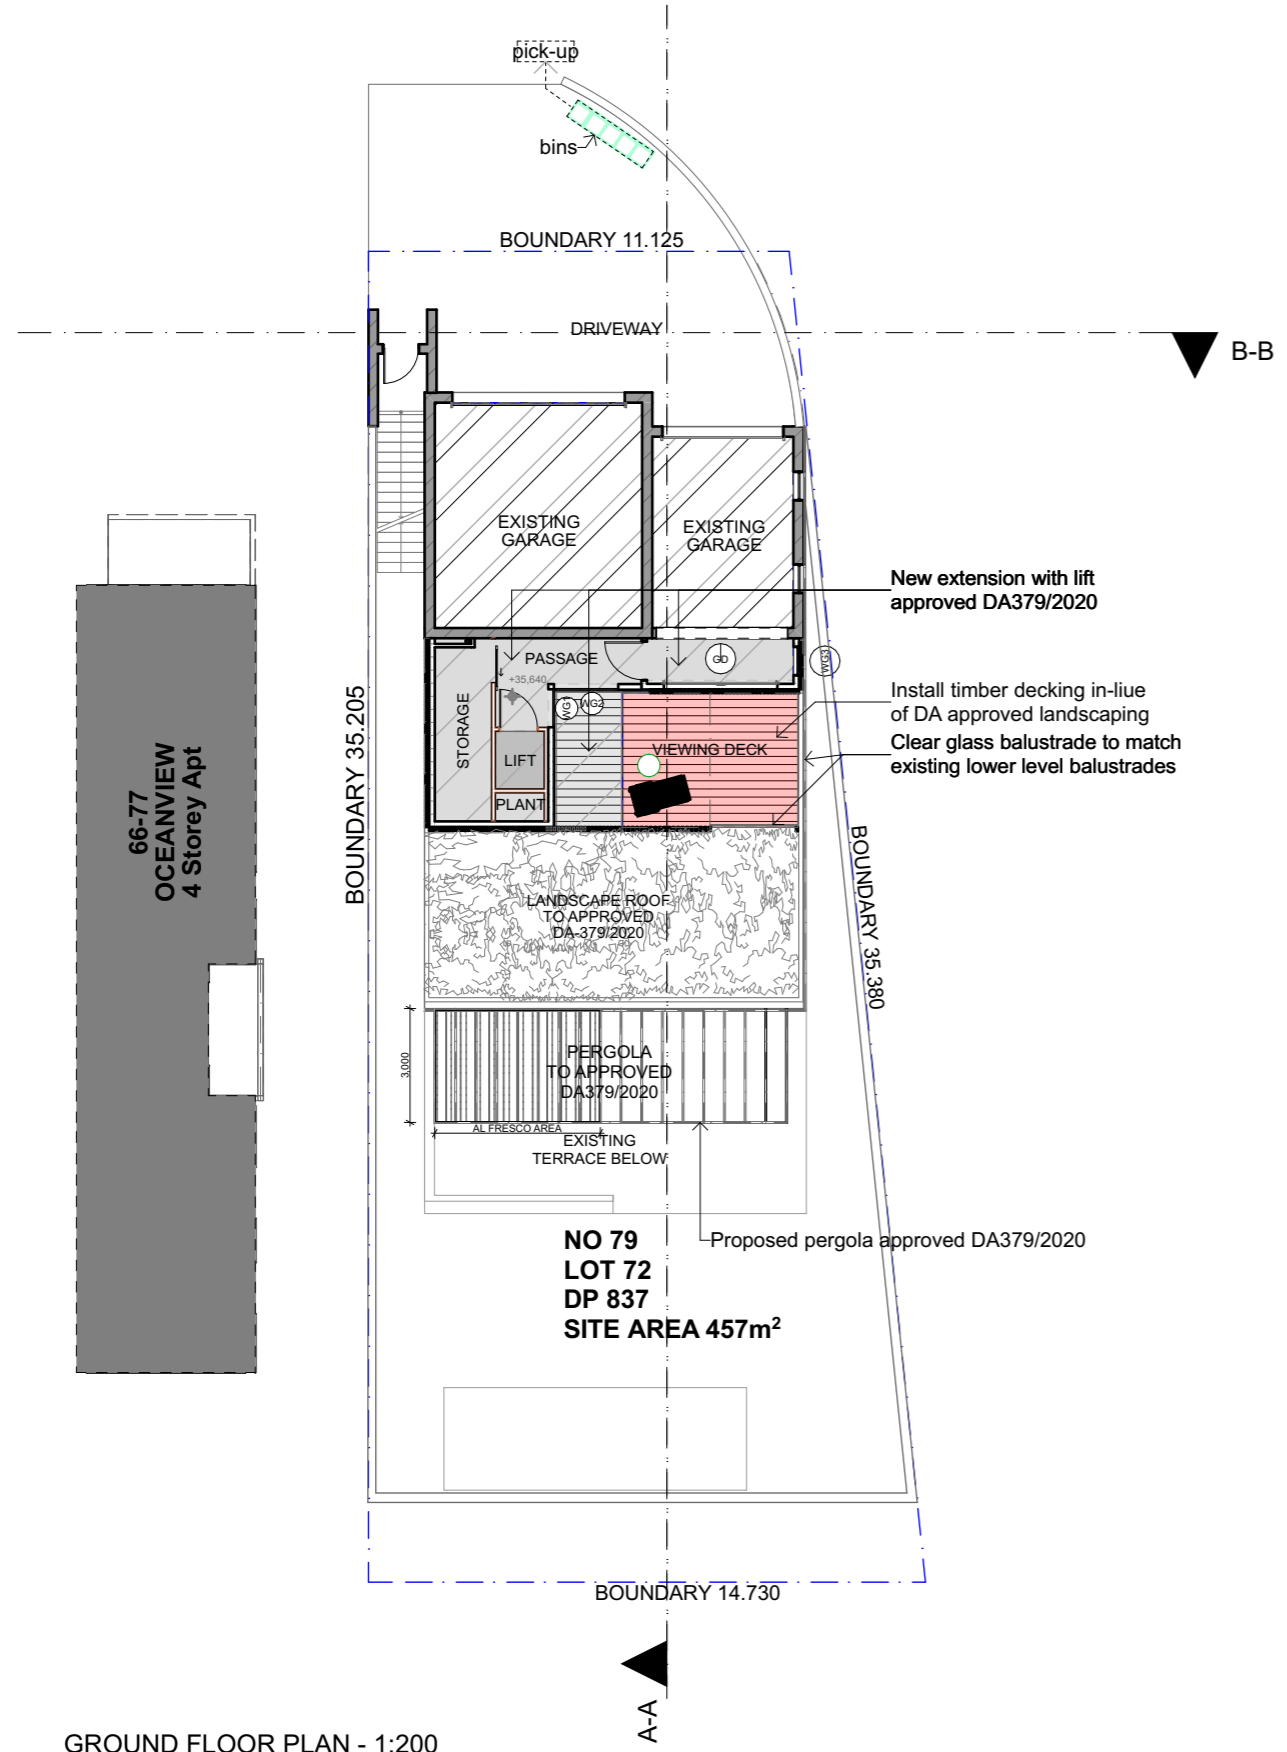 pick-up
bins
BOUNDARY 11.125
DRIVEWAY
B-B
EXISTING
GARAGE
EXISTING
GARAGE
New extension with lift
approved DA379/2020
PASSAGE
GD
WG3
+35,640
STORAGE
WG1
WG2
Install timber decking in-liue
of DA approved landscaping
VIEWING DECK
Clear glass balustrade to match
existing lower level balustrades
LIFT
PLANT
66-77
OCEANVIEW
4 Storey Apt
BOUNDARY 35.205
BOUNDARY 35.380
LANDSCAPE ROOF
TO APPROVED
DA-379/2020
3,000
PERGOLA
TO APPROVED
DA379/2020
AL FRESCO AREA
EXISTING
TERRACE BELOW
Proposed pergola approved DA379/2020
NO 79
LOT 72
DP 837
SITE AREA 457m²
BOUNDARY 14.730
A-A
GROUND FLOOR PLAN - 1:200